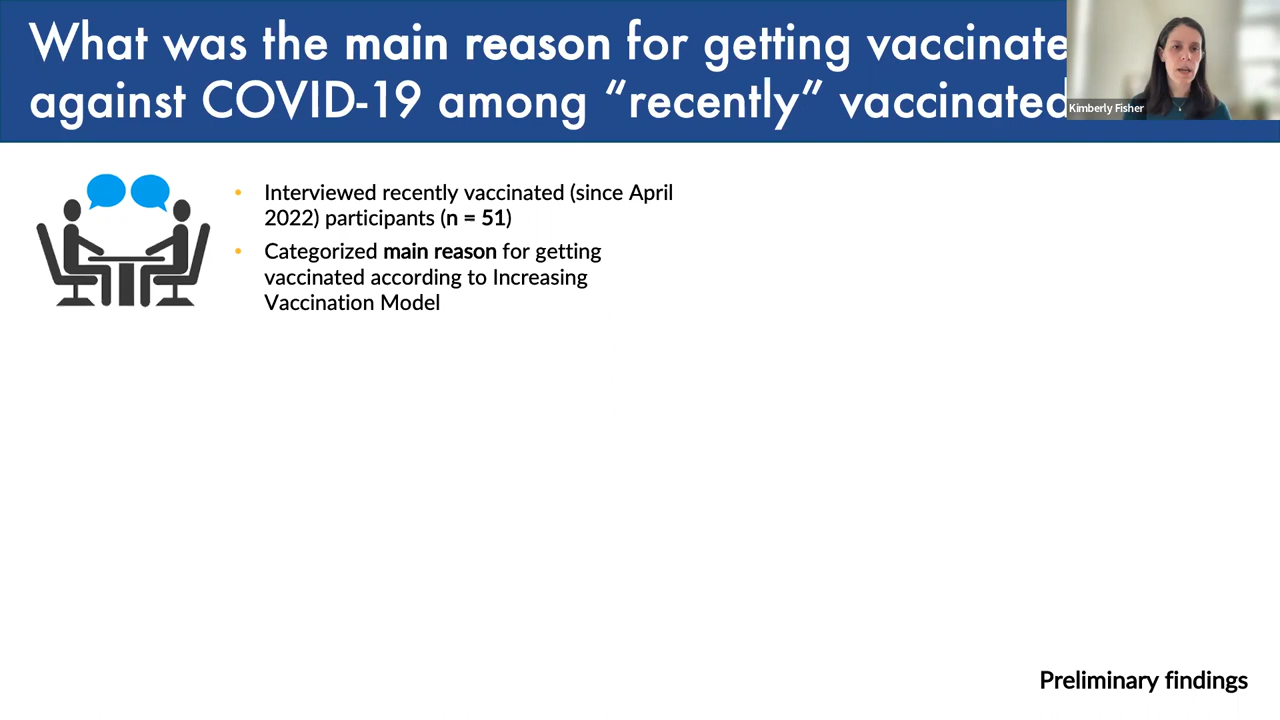 What was the main reason for getting vaccinate
against COVID-19 among “recently” vaccinated
Kimberly Fisher
• Interviewed recently vaccinated (since April
2022) participants (n = 51)
• Categorized main reason for getting
vaccinated according to Increasing
Vaccination Model
Preliminary findings